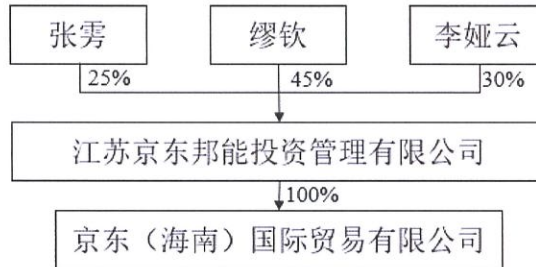 张雱 缪钦 李娅云
25% 45% 30%
江苏京东邦能投资管理有限公司
100%
京东（海南）国际贸易有限公司